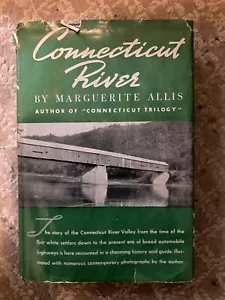 Connecticut
River
BY MARGUERITE ALLIS
AUTHOR OF "CONNECTICUT TRILOGY"
The story of the Connecticut River Valley from the time of the
first white settlers down to the present era of broad automobile
highways is here recounted in a charming history and guide, illus-
trated with numerous contemporary photographs by the author.